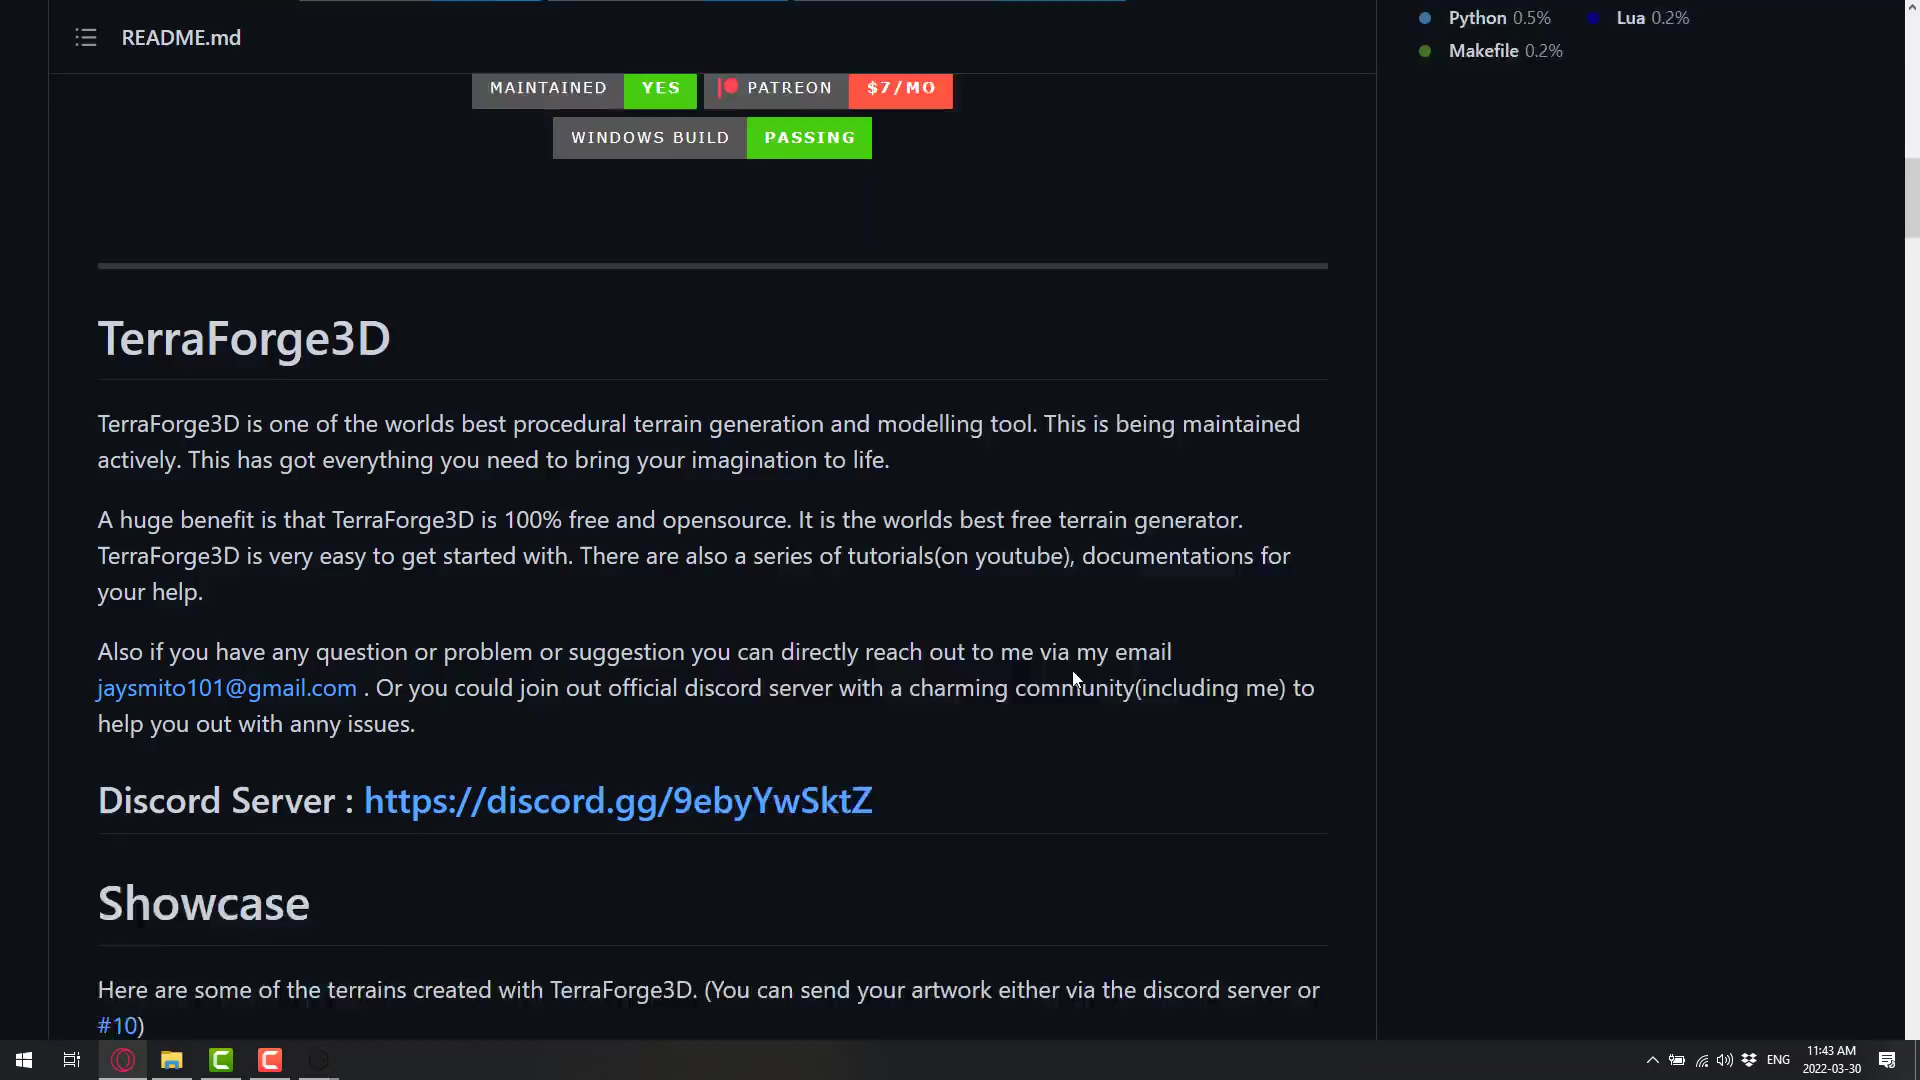 Python 0.5% Lua 0.2%
README.md
Makefile 0.2%
MAINTAINED YES PATREON $7/MO
WINDOWS BUILD PASSING
TerraForge3D
TerraForge3D is one of the worlds best procedural terrain generation and modelling tool. This is being maintained
actively. This has got everything you need to bring your imagination to life.
A huge benefit is that TerraForge3D is 100% free and opensource. It is the worlds best free terrain generator.
TerraForge3D is very easy to get started with. There are also a series of tutorials(on youtube), documentations for
your help.
Also if you have any question or problem or suggestion you can directly reach out to me via my email
jaysmito101@gmail.com . Or you could join out official discord server with a charming community(including me) to
help you out with anny issues.
Discord Server : https://discord.gg/9ebyYwSktZ
Showcase
Here are some of the terrains created with TerraForge3D. (You can send your artwork either via the discord server or
#10)
ENG
11:43 AM
2022-03-30